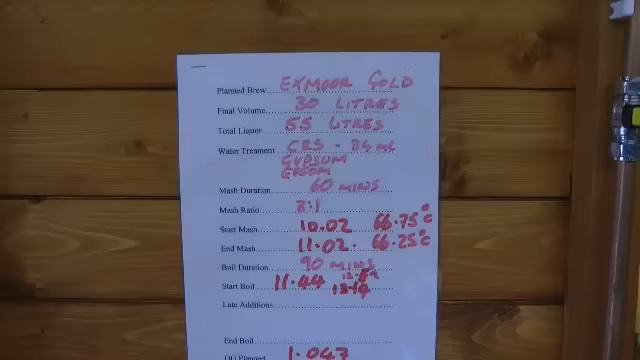 Planned Brew EXMOOR GOLD
Final Volume 30 LITRES
Total Liquor 55 LITRES
Water Treament CRS - 34 ml
GYPSUM
EPSOM
Mash Duration 60 MINS
Mash Ratio 3:1
Start Mash 10.02 66.75°C
End Mash 11.02. 66.25°C
Boil Duration 90 MINS
Start Boil 11.44
Late Additions
End Boil
OG Planned 1.047